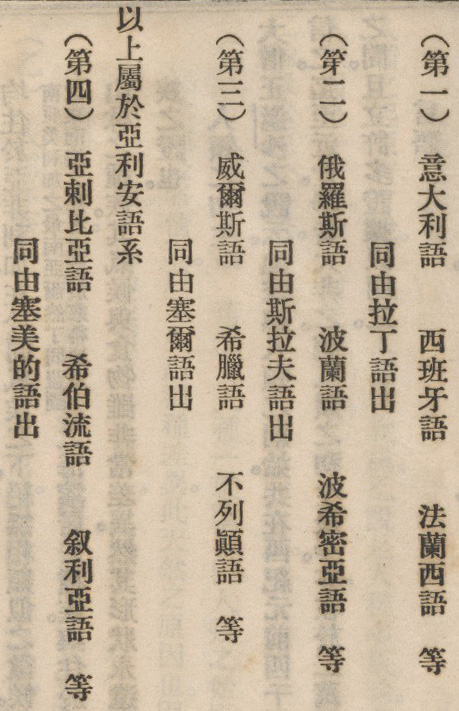 （第一）　意大利語　西班牙語　法蘭西語　等
同由拉丁語出
（第二）　俄羅斯語　波蘭語　波希密亞語　等
同由斯拉夫語出
（第三）　威爾斯語　希臘語　不列顚語　等
同由塞爾語出
以上屬於亞利安語系
（第四）　亞剌比亞語　希伯流語　叙利亞語　等
同由塞美的語出